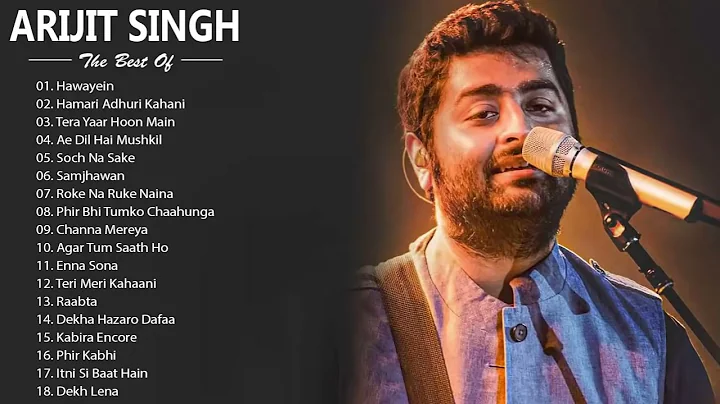 ARIJIT SINGH
The Best Of
01. Hawayein
02. Hamari Adhuri Kahani
03. Tera Yaar Hoon Main
04. Ae Dil Hai Mushkil
05. Soch Na Sake
06. Samjhawan
07. Roke Na Ruke Naina
08. Phir Bhi Tumko Chaahunga
09. Channa Mereya
10. Agar Tum Saath Ho
11. Enna Sona
12. Teri Meri Kahaani
13. Raabta
14. Dekha Hazaro Dafaa
15. Kabira Encore
16. Phir Kabhi
17. Itni Si Baat Hain
18. Dekh Lena